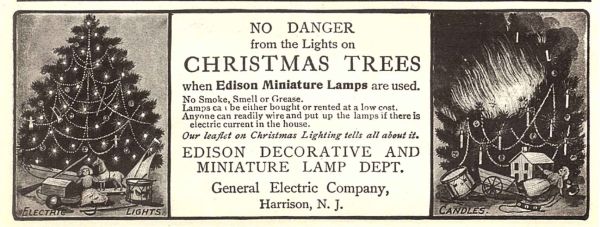 NO DANGER
from the Lights on
CHRISTMAS TREES
when Edison Miniature Lamps are used.
No Smoke, Smell or Grease.
Lamps ca be either bought or rented at a low cost.
Anyone can readily wire and put up the lamps if there is
electric current in the house.
Our leaflet on Christmas Lighting tells all about it.
EDISON DECORATIVE AND
MINIATURE LAMP DEPT.
General Electric Company,
Harrison, N. J.
ELECTRIC LIGHTS.
CANDLES.